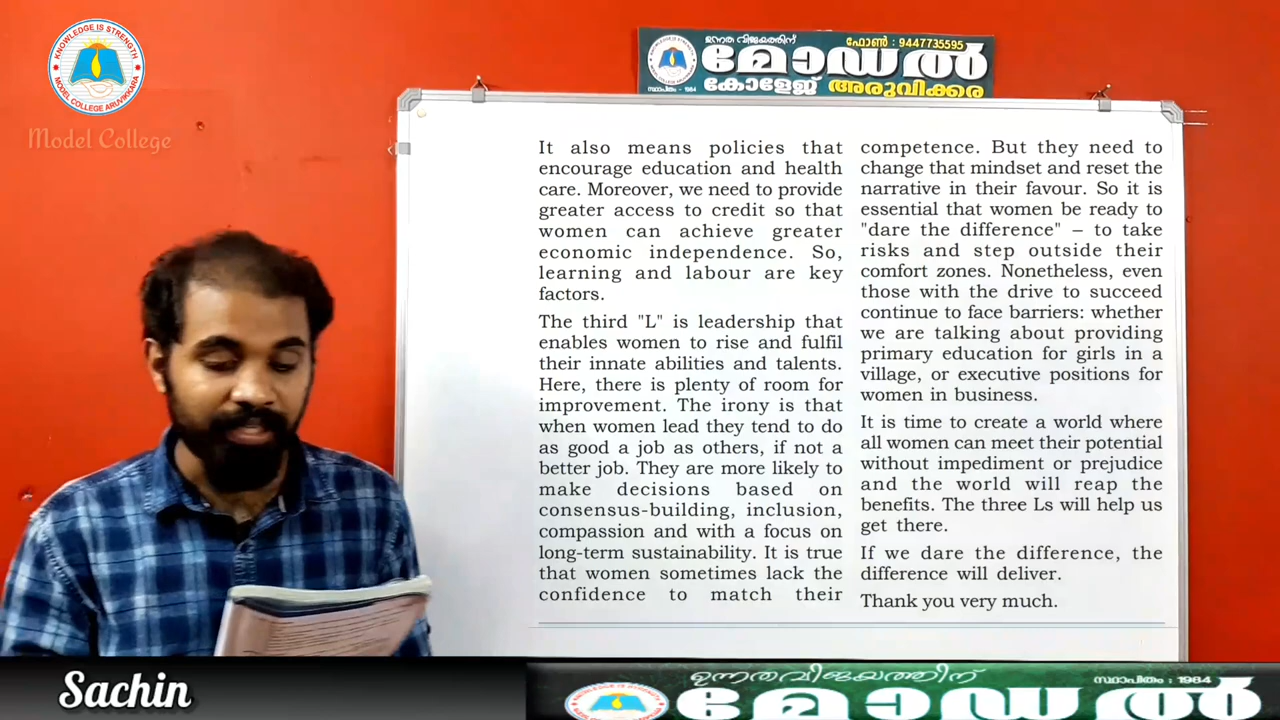 KNOWLEDGE IS STRENGTH
MODEL COLLEGE ARUVIKKARA
Model College
ഉന്നത വിജയത്തിന്
ഫോൺ : 9447735595
മോഡൽ
സ്ഥാപിതം - 1984
കോളേജ് അരുവിക്കര
It also means policies that
encourage education and health
care. Moreover, we need to provide
greater access to credit so that
women can achieve greater
economic independence. So,
learning and labour are key
factors.
The third "L" is leadership that
enables women to rise and fulfil
their innate abilities and talents.
Here, there is plenty of room for
improvement. The irony is that
when women lead they tend to do
as good a job as others, if not a
better job. They are more likely to
make decisions based on
consensus-building, inclusion,
compassion and with a focus on
long-term sustainability. It is true
that women sometimes lack the
confidence to match their
competence. But they need to
change that mindset and reset the
narrative in their favour. So it is
essential that women be ready to
"dare the difference" – to take
risks and step outside their
comfort zones. Nonetheless, even
those with the drive to succeed
continue to face barriers: whether
we are talking about providing
primary education for girls in a
village, or executive positions for
women in business.
It is time to create a world where
all women can meet their potential
without impediment or prejudice
and the world will reap the
benefits. The three Ls will help us
get there.
If we dare the difference, the
difference will deliver.
Thank you very much.
Sachin
ഉന്നതവിജയത്തിന്
സ്ഥാപിതം : 1984
മോഡൽ